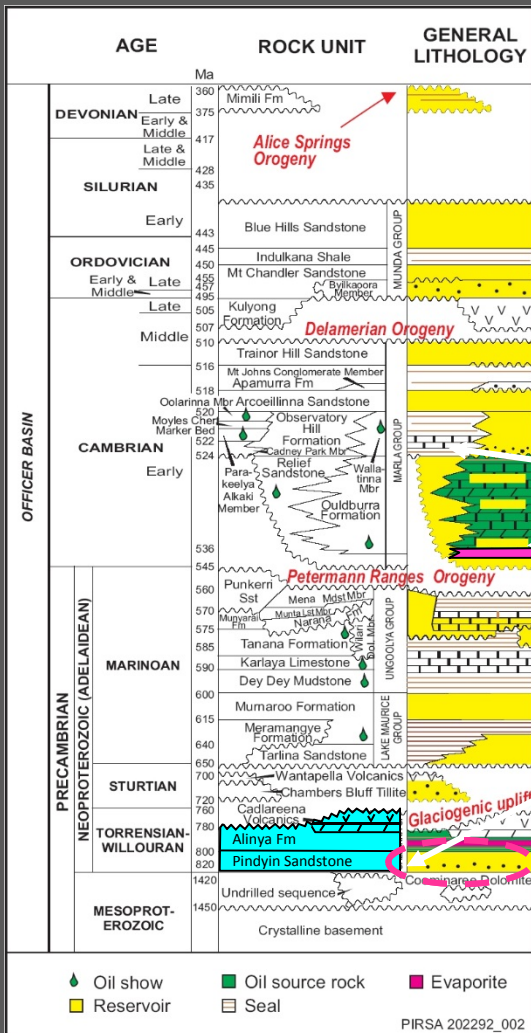 AGE
ROCK UNIT
GENERAL
LITHOLOGY
Ma
OFFICER BASIN
DEVONIAN
Late
Early &
Middle
SILURIAN
Late &
Middle
Early
ORDOVICIAN
Late
Early &
Middle
CAMBRIAN
Late
Middle
Early
PRECAMBRIAN
NEOPROTEROZOIC (ADELAIDEAN)
MARINOAN
STURTIAN
TORRENSIAN-
WILLOURAN
MESOPROT-
EROZOIC
360
375
417
428
435
443
445
450
455
457
495
505
507
510
516
518
520
522
524
536
545
560
570
575
585
590
600
615
640
650
700
720
760
780
800
820
1420
1450
Mimili Fm
Alice Springs
Orogeny
Blue Hills Sandstone
Indulkana Shale
Mt Chandler Sandstone
Byilkaoora
Member
MUNDA GROUP
Kulyong
Formation
Delamerian Orogeny
Trainor Hill Sandstone
Mt Johns Conglomerate Member
Apamurra Fm
Arcoeillinna Sandstone
Oolarinna Mbr
Moyles Chert
Marker Bed
Observatory
Hill
Formation
Cadney Park Mbr
Para-
keelya
Alkaki
Member
Relief
Sandstone
Walla-
tinna
Mbr
Ouldburra
Formation
MARLA GROUP
Petermann Ranges Orogeny
Punkerri
Sst
Mena Mdst Mbr
Munta Lst Mbr
Munyarai
Fm
Narana Fm
Tanana Formation
Wilari
Dol. Mbr
Karlaya Limestone
Dey Dey Mudstone
UNGOOLYA GROUP
Murnaroo Formation
Meramangye
Formation
Tarlina Sandstone
LAKE MAURICE
GROUP
Wantapella Volcanics
Chambers Bluff Tillite
Cadlareena
Volcanics
Glaciogenic uplift
Alinya Fm
Pindyin Sandstone
Coominaree Dolomite
Undrilled sequence
Crystalline basement
Oil show
Oil source rock
Evaporite
Reservoir
Seal
PIRSA 202292_002